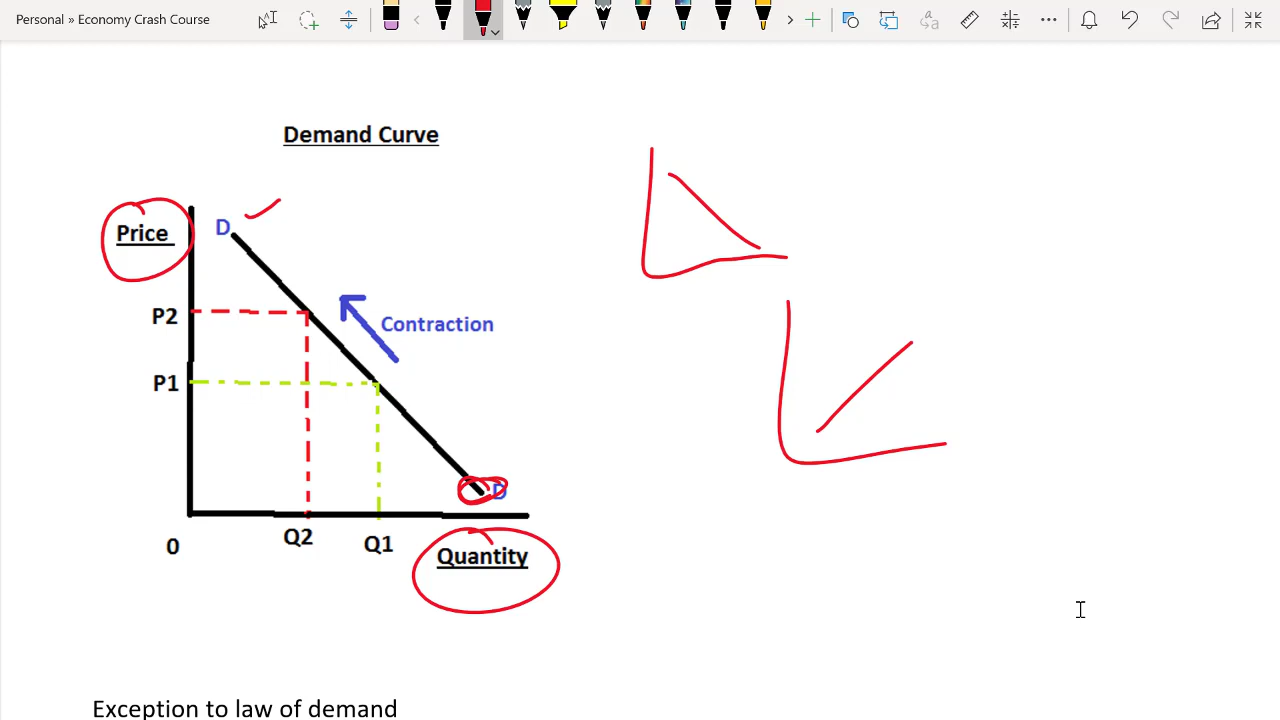 Personal » Economy Crash Course
Demand Curve
Price
D
P2
Contraction
P1
D
0
Q2
Q1
Quantity
Exception to law of demand